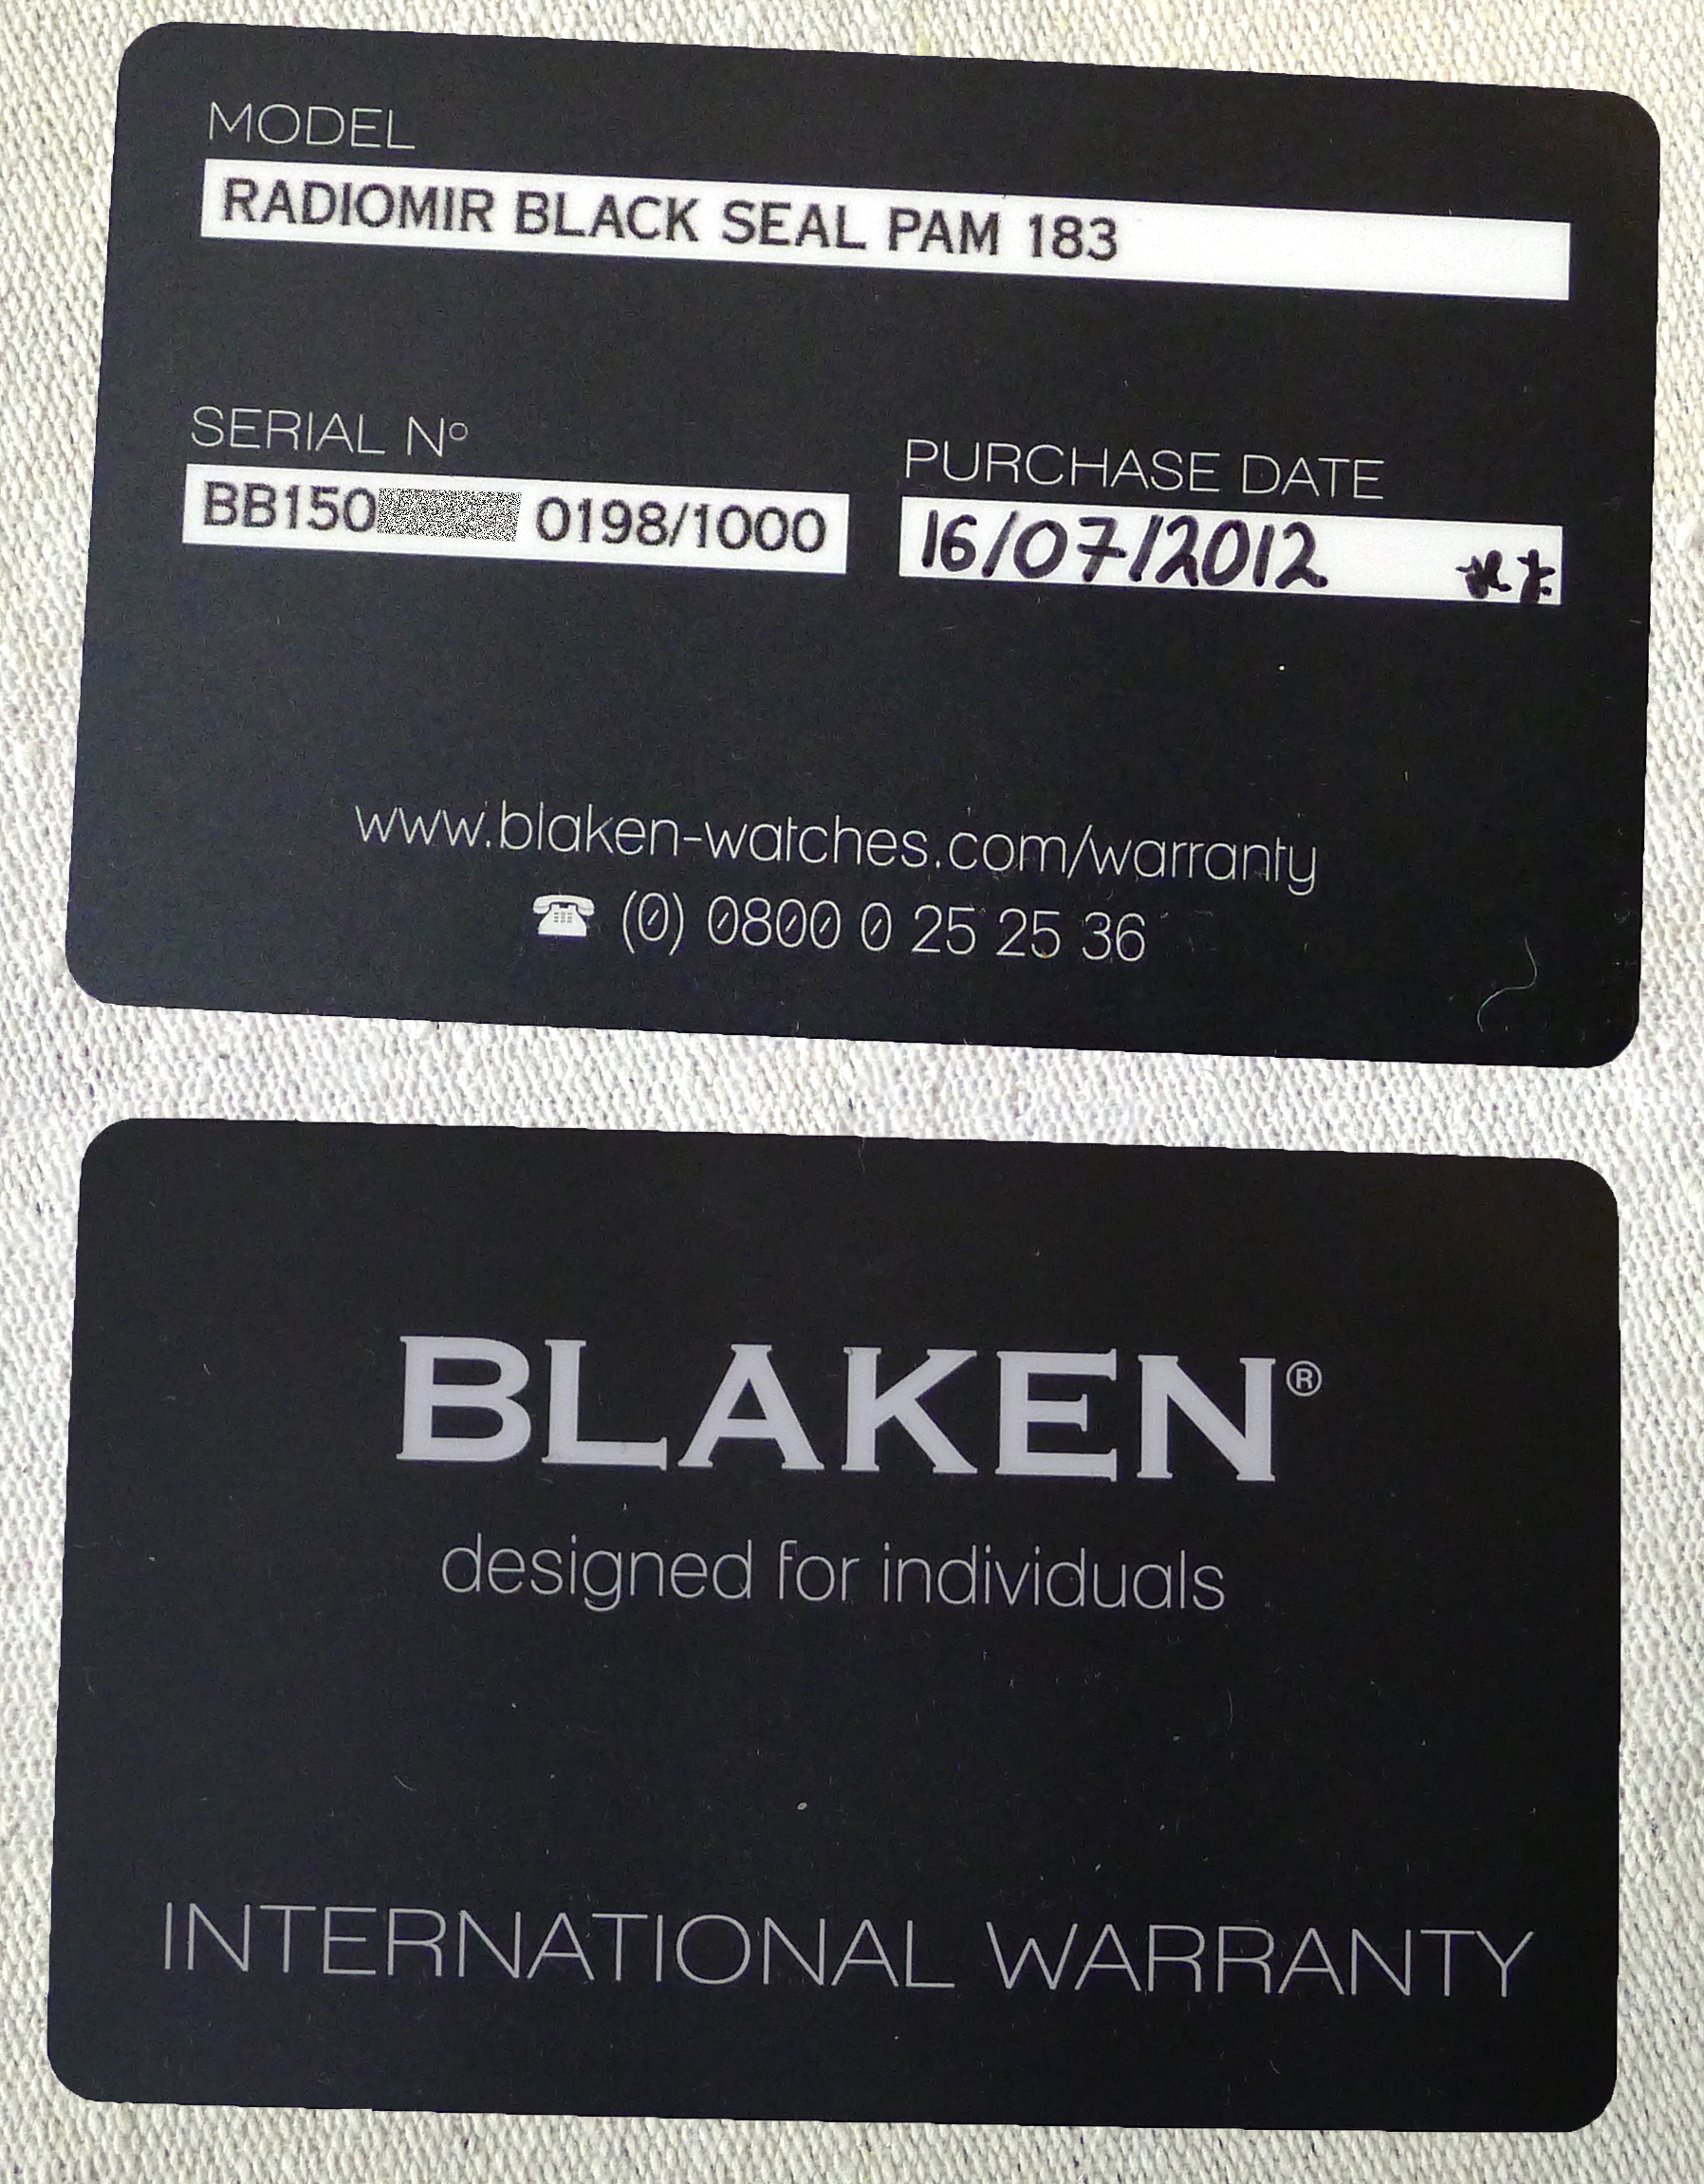 MODEL
RADIOMIR BLACK SEAL PAM 183
SERIAL Nº
BB150 0198/1000
PURCHASE DATE
16/07/2012
www.blaken-watches.com/warranty
☎ (0) 0800 0 25 25 36
BLAKEN®
designed for individuals
INTERNATIONAL WARRANTY